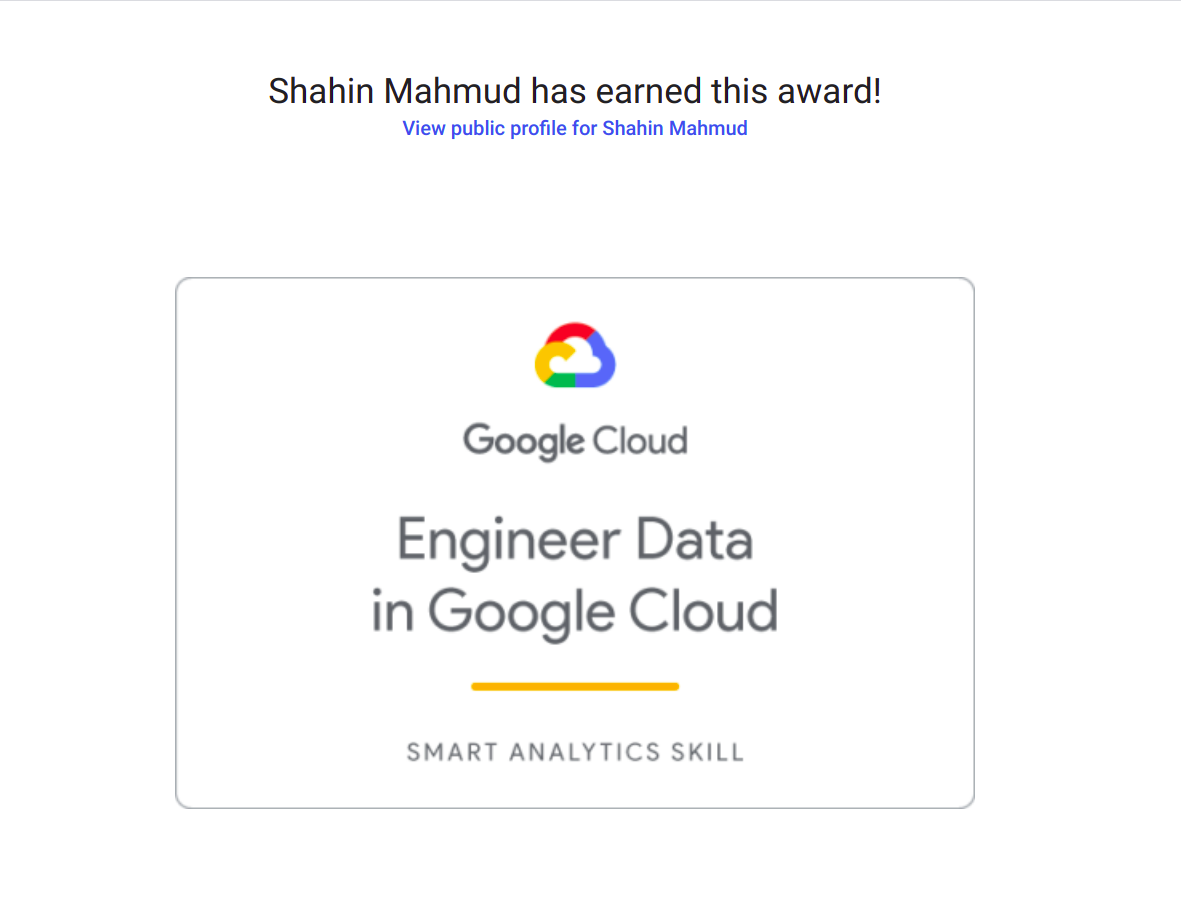 Shahin Mahmud has earned this award!
View public profile for Shahin Mahmud
Google Cloud
Engineer Data
in Google Cloud
SMART ANALYTICS SKILL